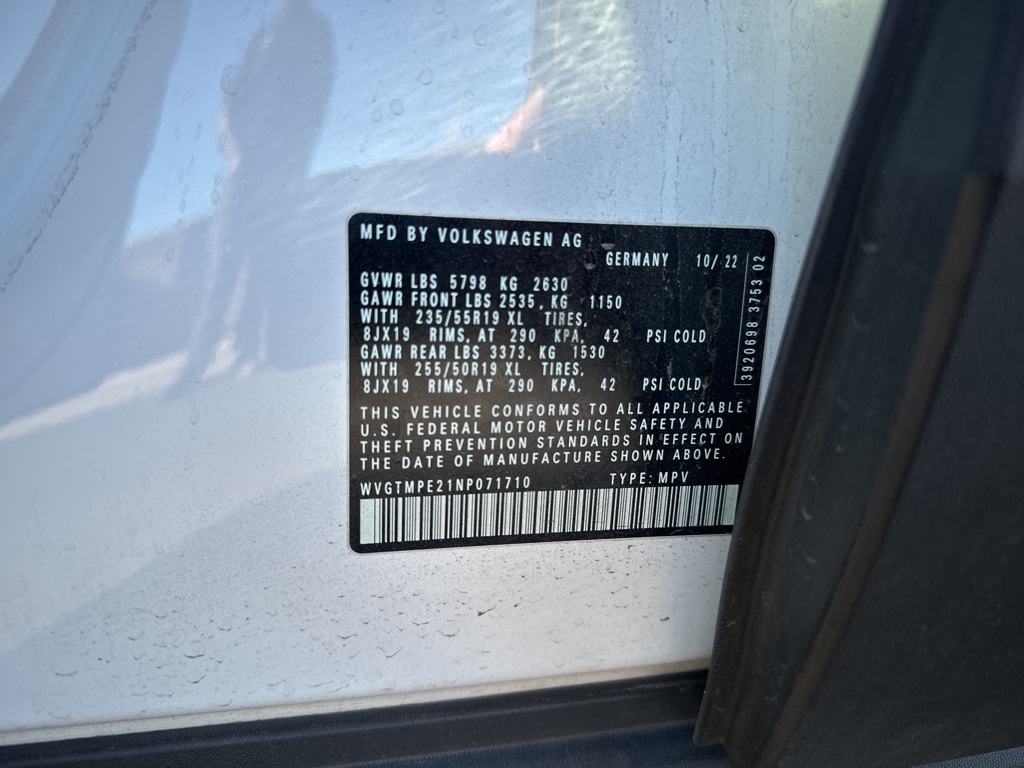 MFD BY VOLKSWAGEN AG
GERMANY 10/ 22
GVWR LBS 5798 KG 2630
GAWR FRONT LBS 2535, KG 1150
WITH 235/55R19 XL TIRES,
8JX19 RIMS, AT 290 KPA, 42 PSI COLD
GAWR REAR LBS 3373, KG 1530
WITH 255/50R19 XL TIRES,
8JX19 RIMS, AT 290 KPA, 42 PSI COLD
3920698 3753 02
THIS VEHICLE CONFORMS TO ALL APPLICABLE
U.S. FEDERAL MOTOR VEHICLE SAFETY AND
THEFT PREVENTION STANDARDS IN EFFECT ON
THE DATE OF MANUFACTURE SHOWN ABOVE.
WVGTMPE21NP071710 TYPE: MPV